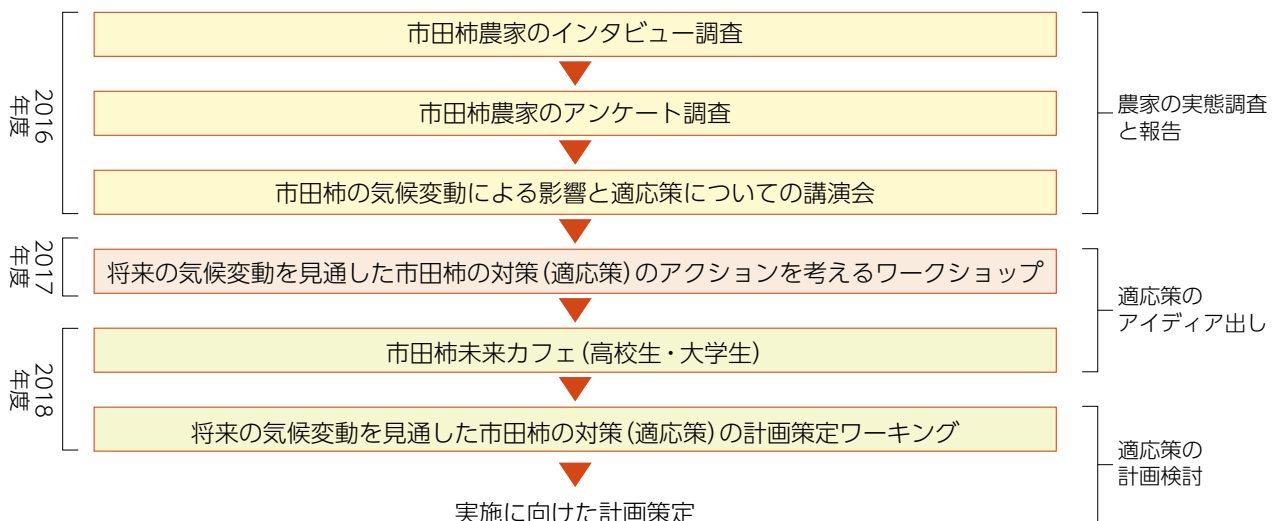 2016
年度
市田柿農家のインタビュー調査
市田柿農家のアンケート調査
市田柿の気候変動による影響と適応策についての講演会
農家の実態調査
と報告
2017
年度
将来の気候変動を見通した市田柿の対策(適応策)のアクションを考えるワークショップ
適応策の
アイディア出し
2018
年度
市田柿未来カフェ(高校生・大学生)
将来の気候変動を見通した市田柿の対策(適応策)の計画策定ワーキング
適応策の
計画検討
実施に向けた計画策定